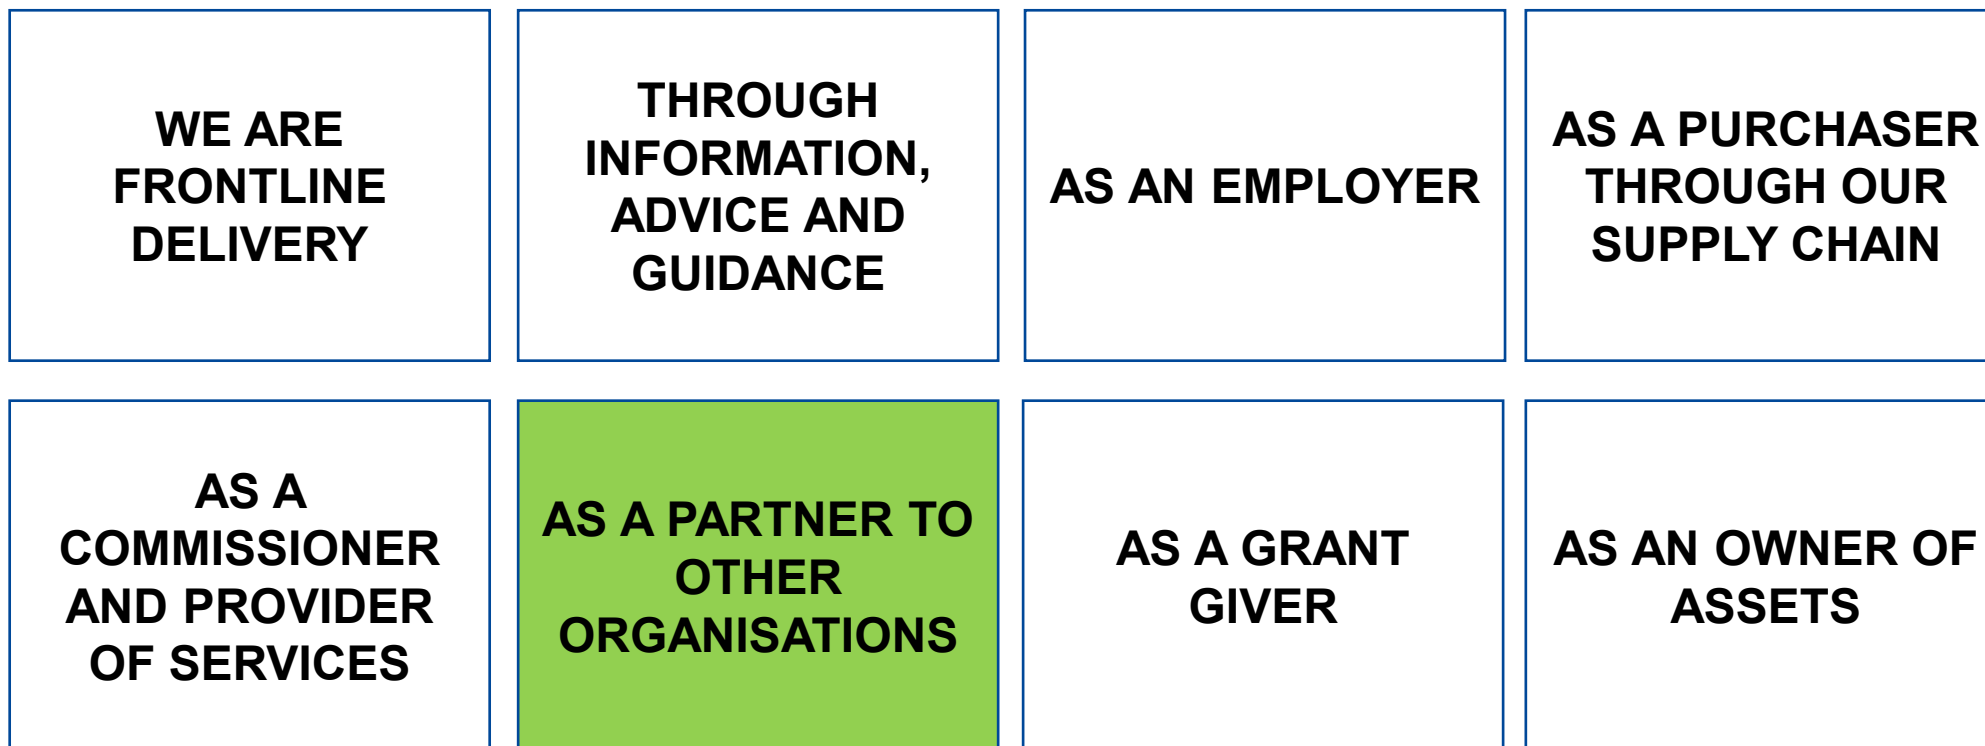 WE ARE
FRONTLINE
DELIVERY
THROUGH
INFORMATION,
ADVICE AND
GUIDANCE
AS AN EMPLOYER
AS A PURCHASER
THROUGH OUR
SUPPLY CHAIN
AS A
COMMISSIONER
AND PROVIDER
OF SERVICES
AS A PARTNER TO
OTHER
ORGANISATIONS
AS A GRANT
GIVER
AS AN OWNER OF
ASSETS